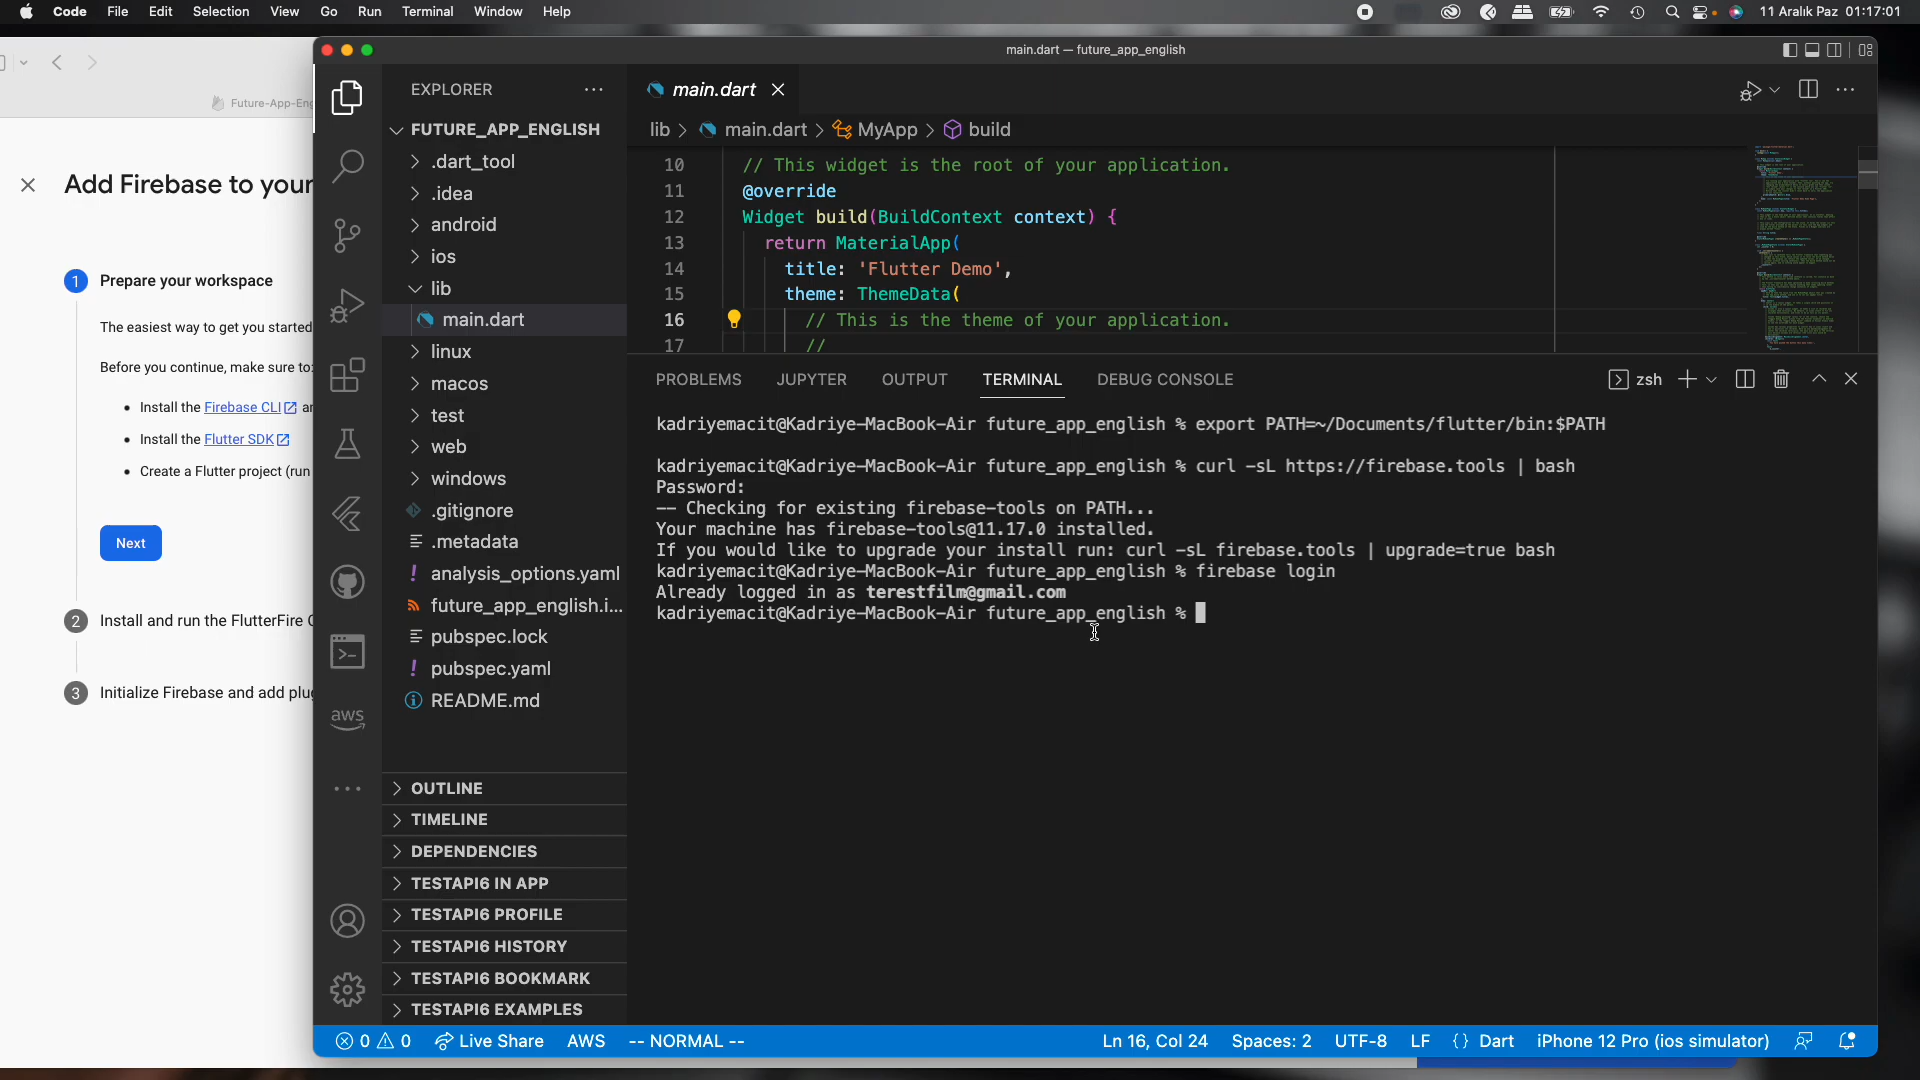 Code File Edit Selection View Go Run Terminal Window Help
11 Aralık Paz 01:17:01
main.dart — future_app_english
Future-App-Eng
Add Firebase to your
1 Prepare your workspace
The easiest way to get you started
Before you continue, make sure to:
• Install the Firebase CLI
• Install the Flutter SDK
• Create a Flutter project (run
Next
2 Install and run the FlutterFire
3 Initialize Firebase and add
EXPLORER
FUTURE_APP_ENGLISH
.dart_tool
.idea
android
ios
lib
main.dart
linux
macos
test
web
windows
.gitignore
.metadata
analysis_options.yaml
future_app_english.i...
pubspec.lock
pubspec.yaml
README.md
aws
OUTLINE
TIMELINE
DEPENDENCIES
TESTAPI6 IN APP
TESTAPI6 PROFILE
TESTAPI6 HISTORY
TESTAPI6 BOOKMARK
TESTAPI6 EXAMPLES
main.dart
lib > main.dart > MyApp > build
10 // This widget is the root of your application.
11 @override
12 Widget build(BuildContext context) {
13 return MaterialApp(
14 title: 'Flutter Demo',
15 theme: ThemeData(
16 // This is the theme of your application.
17 //
PROBLEMS JUPYTER OUTPUT TERMINAL DEBUG CONSOLE
zsh
kadriyemacit@Kadriye-MacBook-Air future_app_english % export PATH=~/Documents/flutter/bin:$PATH
kadriyemacit@Kadriye-MacBook-Air future_app_english % curl -sL https://firebase.tools | bash
Password:
-- Checking for existing firebase-tools on PATH...
Your machine has firebase-tools@11.17.0 installed.
If you would like to upgrade your install run: curl -sL firebase.tools | upgrade=true bash
kadriyemacit@Kadriye-MacBook-Air future_app_english % firebase login
Already logged in as terestfilm@gmail.com
kadriyemacit@Kadriye-MacBook-Air future_app_english %
0 0 Live Share AWS -- NORMAL --
Ln 16, Col 24 Spaces: 2 UTF-8 LF {} Dart iPhone 12 Pro (ios simulator)